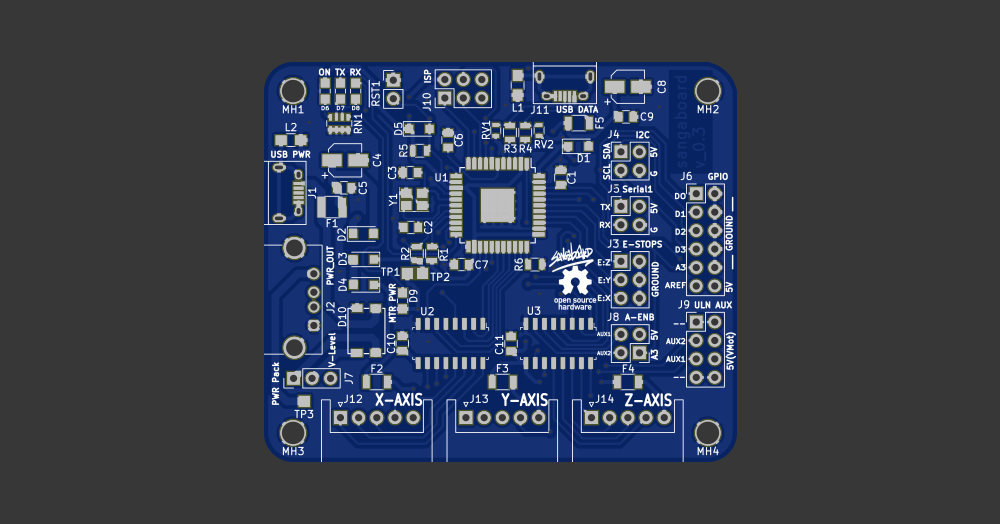 ON TX RX
D6 D7 D8
MH1
RN1
RST1
ISP
J10
L1
J11
USB DATA
C8
C9
MH2
sangaboard
v_0.3
L2
USB PWR
C4
C5
J1
F1
D5
R5
C6
C3
Y1
C2
U1
RV1
R3 R4
RV2
F5
D1
C1
J4
I2C
SDA
SCL
5V
G
J5 Serial1
TX
RX
5V
G
J6
GPIO
D0
D1
D2
D3
A3
AREF
GROUND
5V
J3 E-STOPS
E:Z
E:Y
E:X
GROUND
D2
D3
D4
PWR_OUT
J2
R2
R1
TP1
TP2
C7
R6
sangaboard
open source
hardware
MTR PWR
D9
D10
V-Level
C10
U2
C11
U3
J8 A-ENB
AUX1
AUX2
5V
A3
J9 ULN AUX
--
AUX2
AUX1
--
5V(VMot)
PWR Pack
J7
TP3
F2
F3
F4
J12 X-AXIS
J13 Y-AXIS
J14 Z-AXIS
MH3
MH4